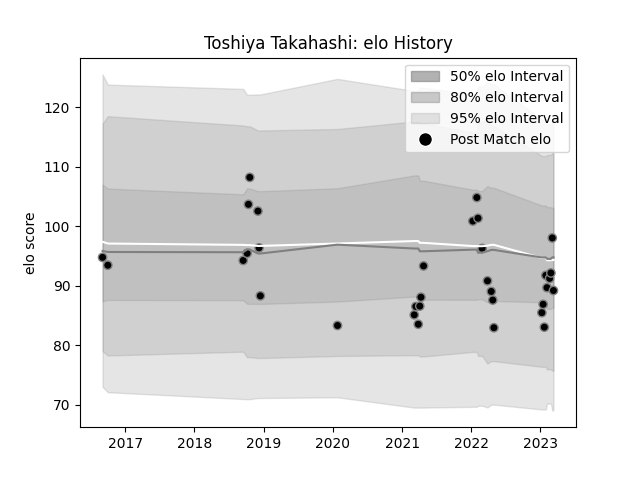 Toshiya Takahashi: elo History
50% elo Interval
80% elo Interval
95% elo Interval
Post Match elo
elo score
120
110
100
90
80
70
2017 2018 2019 2020 2021 2022 2023